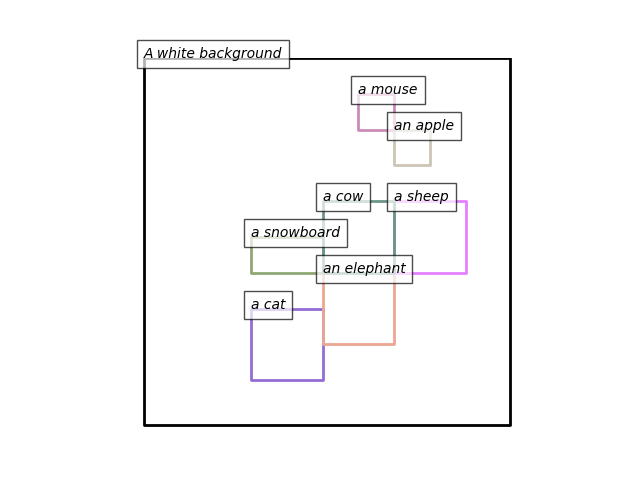 A white background
a mouse
an apple
a cow
a sheep
a snowboard
an elephant
a cat